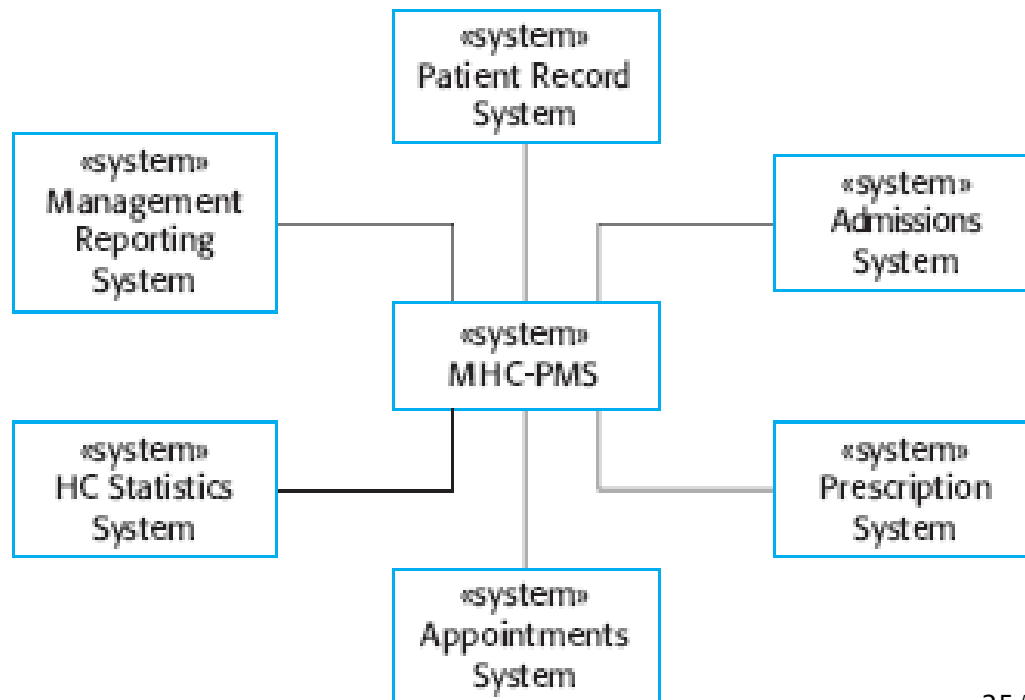 «system»
Patient Record
System
«system»
Management
Reporting
System
«system»
Admissions
System
«system»
MHC-PMS
«system»
HC Statistics
System
«system»
Prescription
System
«system»
Appointments
System